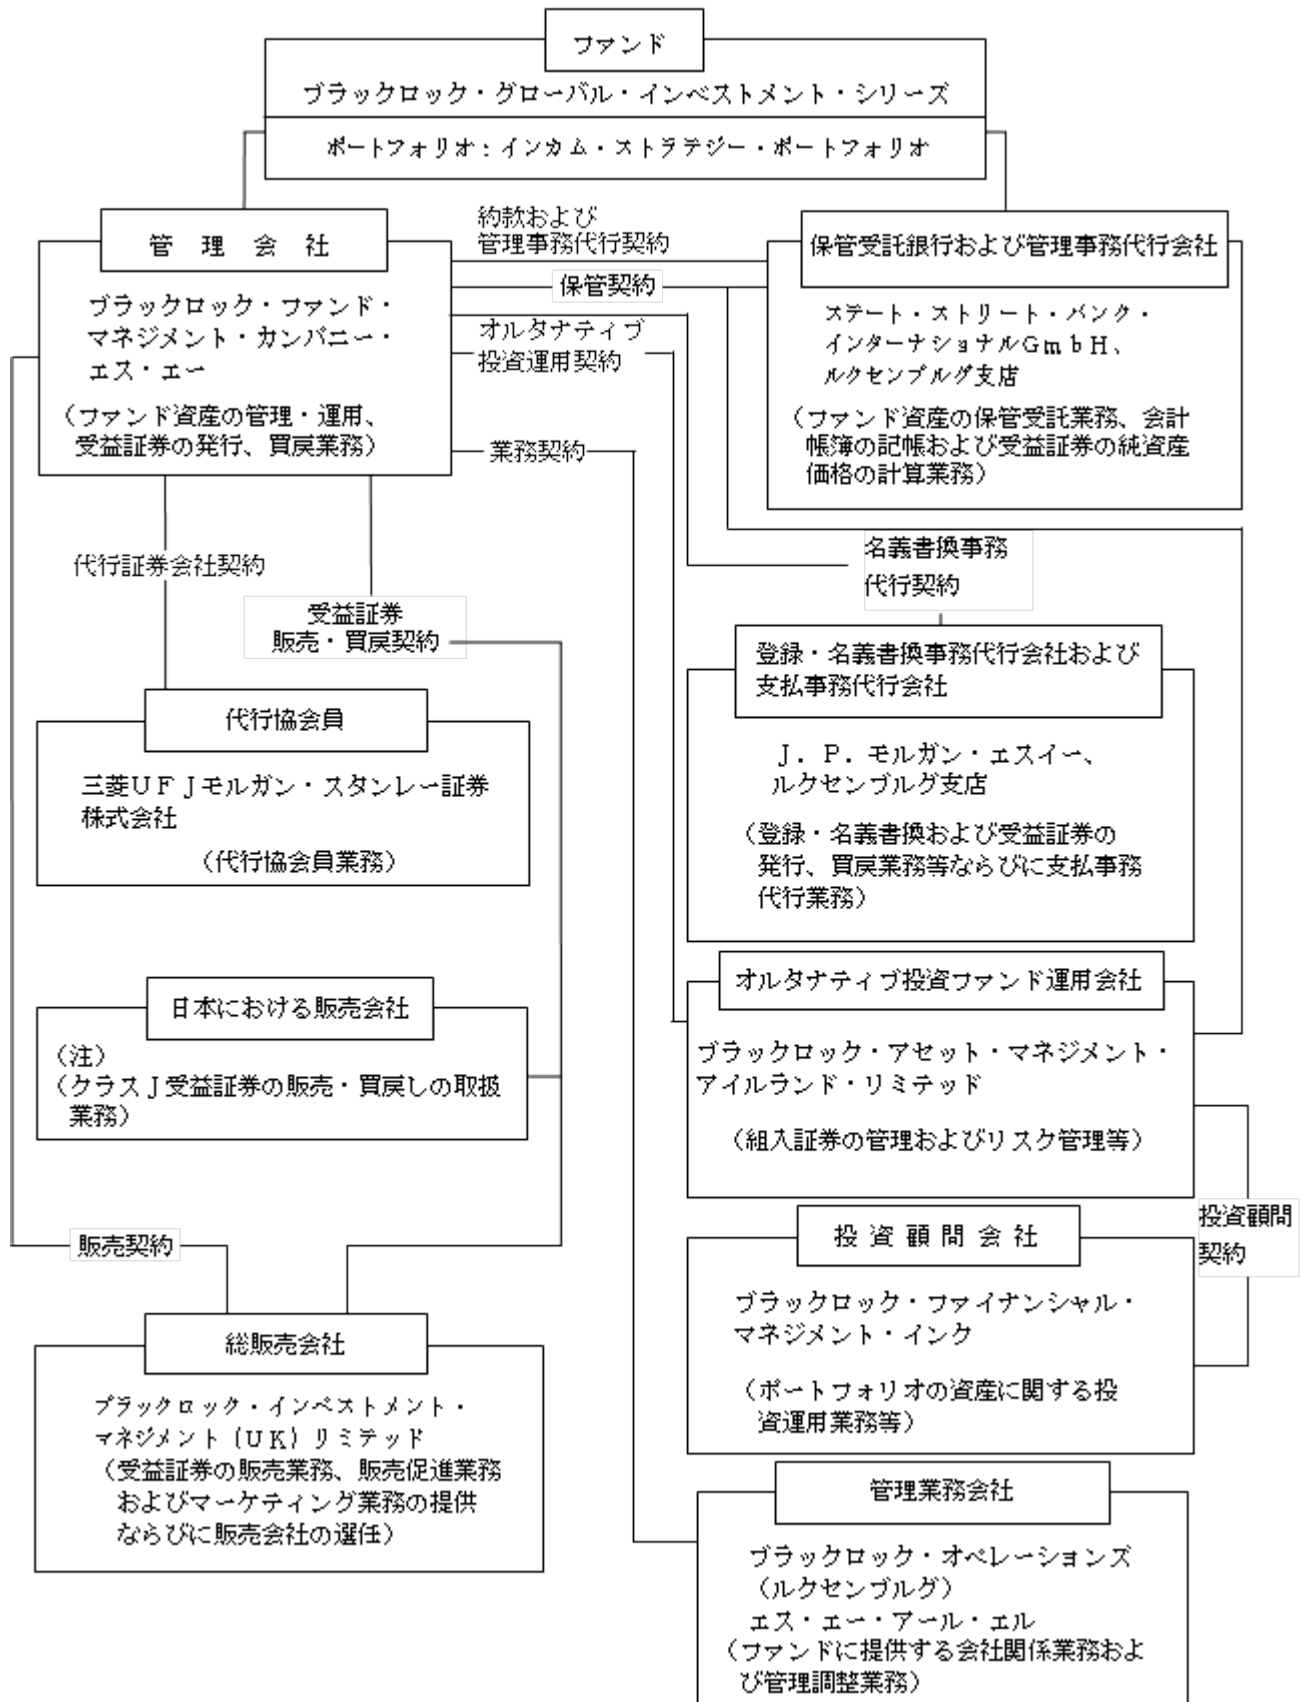 ファンド
ブラックロック・グローバル・インベストメント・シリーズ
ポートフォリオ：インカム・ストラテジー・ポートフォリオ
管　理　会　社
ブラックロック・ファンド・
マネジメント・カンパニー・
エス・エー
（ファンド資産の管理・運用、
受益証券の発行、買戻業務）
約款および
管理事務代行契約
保管契約
オルタナティブ
投資運用契約
業務契約
保管受託銀行および管理事務代行会社
ステート・ストリート・バンク・
インターナショナルＧｍｂＨ、
ルクセンブルグ支店
（ファンド資産の保管受託業務、会計
帳簿の記帳および受益証券の純資産
価格の計算業務）
代行証券会社契約
受益証券
販売・買戻契約
名義書換事務
代行契約
登録・名義書換事務代行会社および
支払事務代行会社
Ｊ．Ｐ．モルガン・エスイー、
ルクセンブルグ支店
（登録・名義書換および受益証券の
発行、買戻業務等ならびに支払事務
代行業務）
代行協会員
三菱ＵＦＪモルガン・スタンレー証券
株式会社
（代行協会員業務）
日本における販売会社
（注）
（クラスＪ受益証券の販売・買戻しの取扱
業務）
オルタナティブ投資ファンド運用会社
ブラックロック・アセット・マネジメント・
アイルランド・リミテッド
（組入証券の管理およびリスク管理等）
投資顧問
契約
投 資 顧 問 会 社
ブラックロック・ファイナンシャル・
マネジメント・インク
（ポートフォリオの資産に関する投
資運用業務等）
販売契約
総販売会社
ブラックロック・インベストメント・
マネジメント（ＵＫ）リミテッド
（受益証券の販売業務、販売促進業務
およびマーケティング業務の提供
ならびに販売会社の選任）
管理業務会社
ブラックロック・オペレーションズ
（ルクセンブルグ）
エス・エー・アール・エル
（ファンドに提供する会社関係業務およ
び管理調整業務）